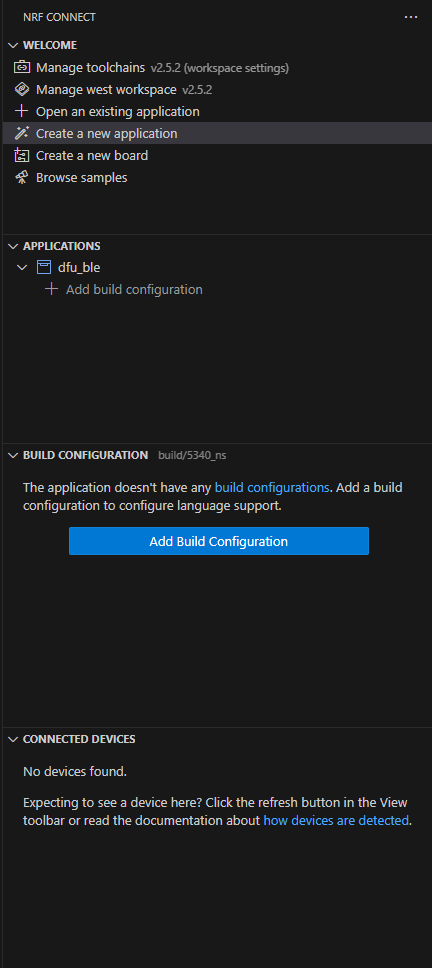 NRF CONNECT
WELCOME
Manage toolchains v2.5.2 (workspace settings)
Manage west workspace v2.5.2
Open an existing application
Create a new application
Create a new board
Browse samples
APPLICATIONS
dfu_ble
Add build configuration
BUILD CONFIGURATION build/5340_ns
The application doesn't have any build configurations. Add a build
configuration to configure language support.
Add Build Configuration
CONNECTED DEVICES
No devices found.
Expecting to see a device here? Click the refresh button in the View
toolbar or read the documentation about how devices are detected.